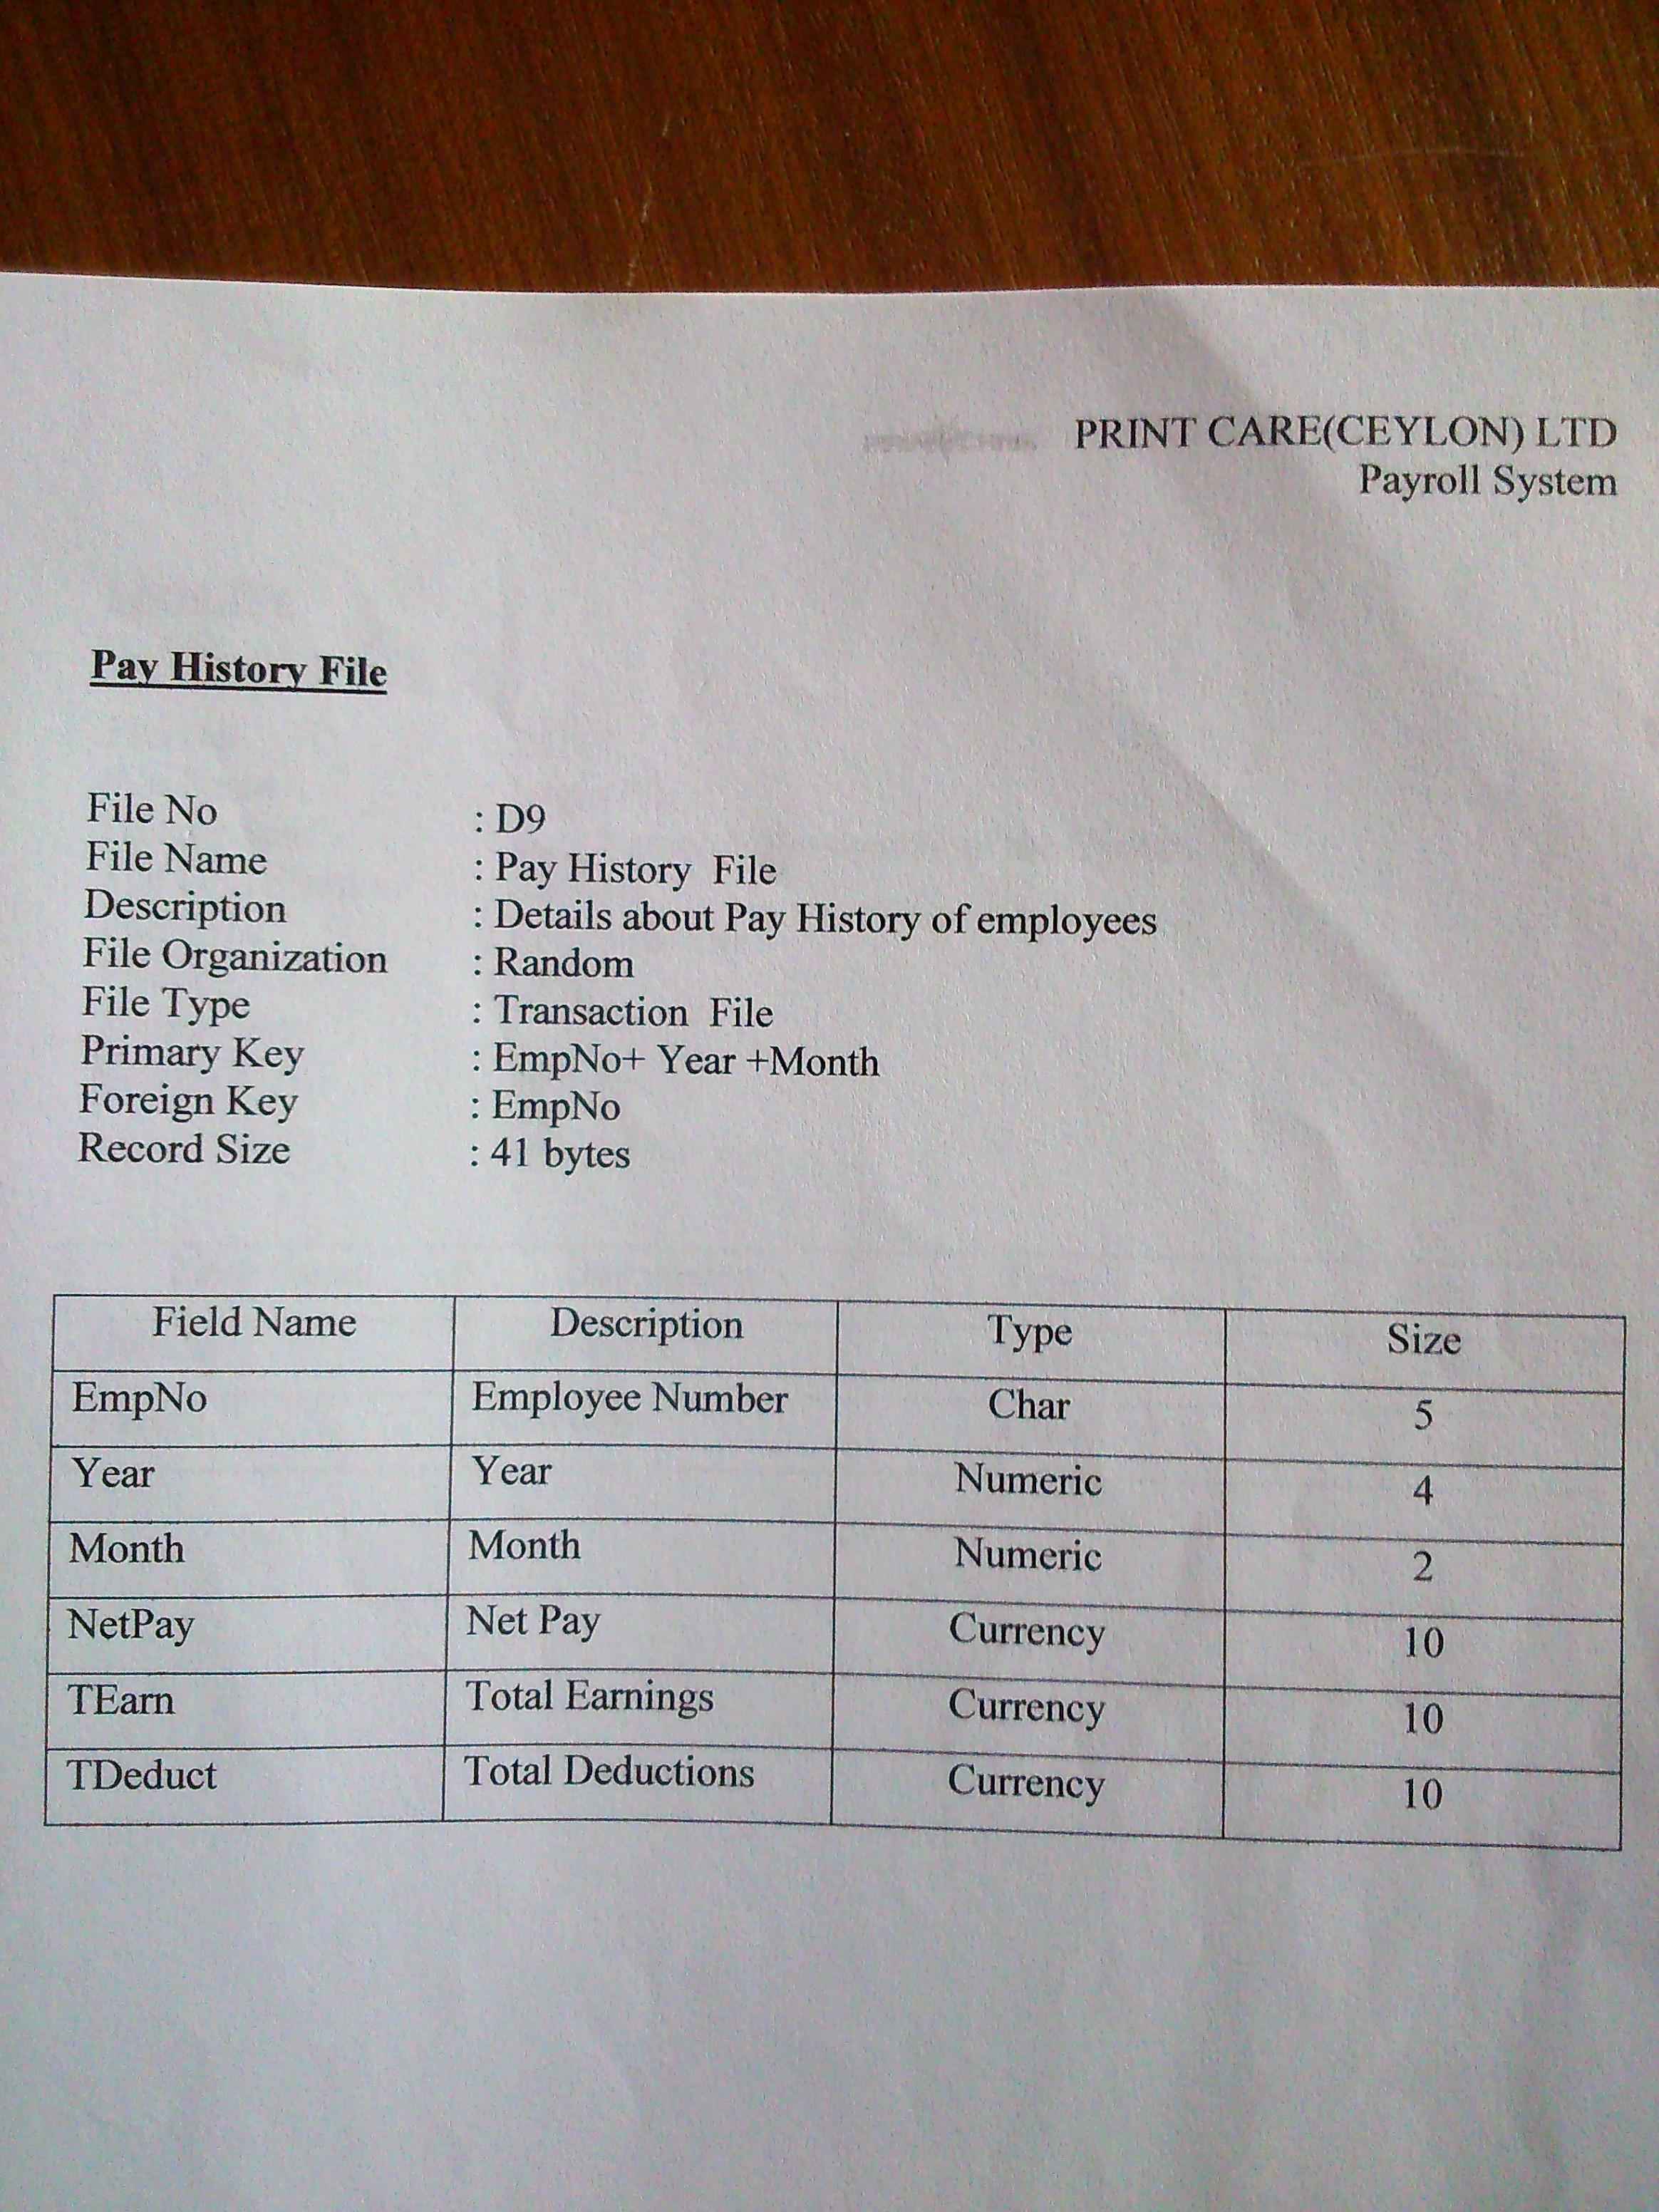 PRINT CARE(CEYLON) LTD
Payroll System
Pay History File
File No : D9
File Name : Pay History File
Description : Details about Pay History of employees
File Organization : Random
File Type : Transaction File
Primary Key : EmpNo+ Year +Month
Foreign Key : EmpNo
Record Size : 41 bytes
Field Name Description Type Size
EmpNo Employee Number Char 5
Year Year Numeric 4
Month Month Numeric 2
NetPay Net Pay Currency 10
TEarn Total Earnings Currency 10
TDeduct Total Deductions Currency 10